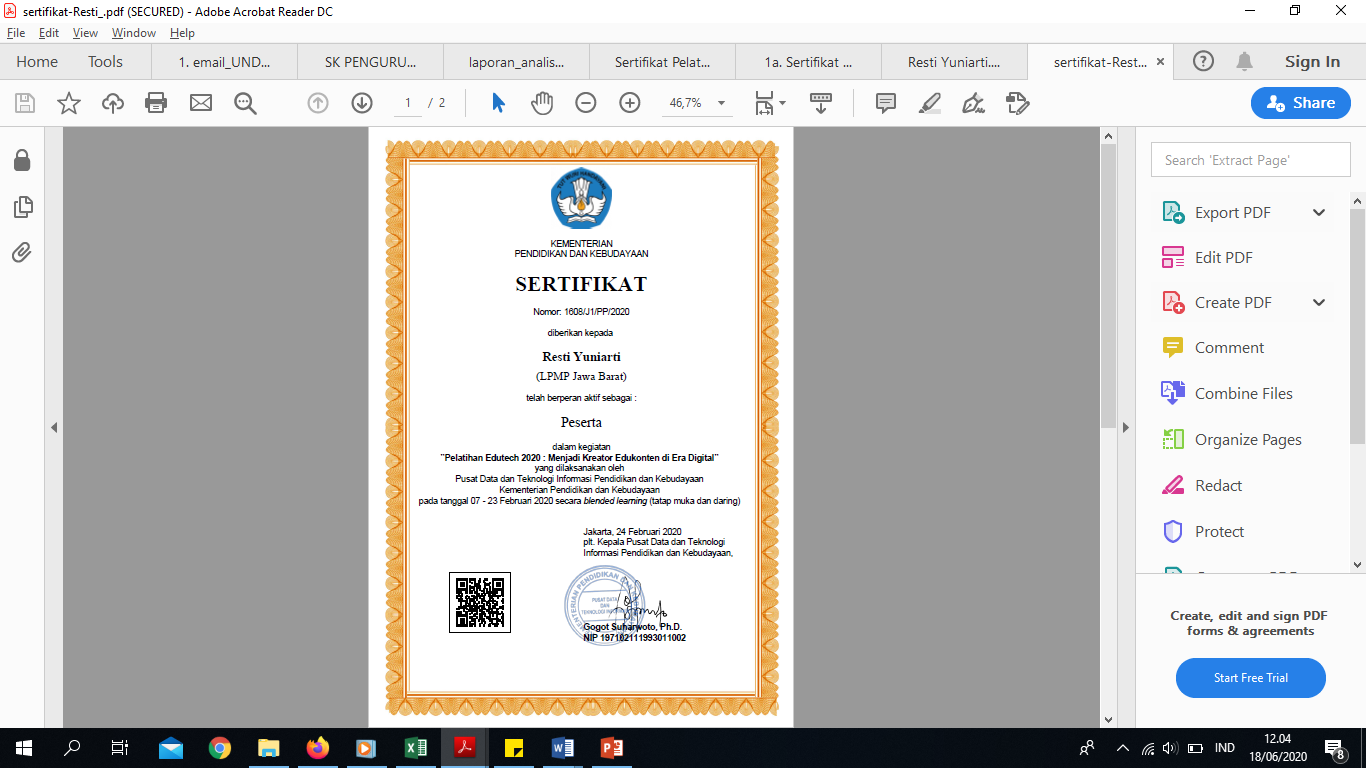 sertifikat-Resti_.pdf (SECURED) - Adobe Acrobat Reader DC
File Edit View Window Help
Home Tools 1. email_UND... SK PENGURU... laporan_analis... Sertifikat Pelat... 1a. Sertifikat ... Resti Yuniarti.... sertifikat-Rest... Sign In
1 / 2 46,7% Share
Search 'Extract Page'
Export PDF
Edit PDF
Create PDF
Comment
Combine Files
Organize Pages
Redact
Protect
Create, edit and sign PDF
forms & agreements
Start Free Trial
KEMENTERIAN
PENDIDIKAN DAN KEBUDAYAAN
SERTIFIKAT
Nomor: 1608/J1/PP/2020
diberikan kepada
Resti Yuniarti
(LPMP Jawa Barat)
telah berperan aktif sebagai :
Peserta
dalam kegiatan
"Pelatihan Edutech 2020 : Menjadi Kreator Edukonten di Era Digital"
yang dilaksanakan oleh
Pusat Data dan Teknologi Informasi Pendidikan dan Kebudayaan
Kementerian Pendidikan dan Kebudayaan
pada tanggal 07 - 23 Februari 2020 secara blended learning (tatap muka dan daring)
Jakarta, 24 Februari 2020
plt. Kepala Pusat Data dan Teknologi
Informasi Pendidikan dan Kebudayaan,
PUSAT DATA
DAN
Gogot Suharwoto, Ph.D.
NIP 197102111993011002
IND
12.04
18/06/2020
8